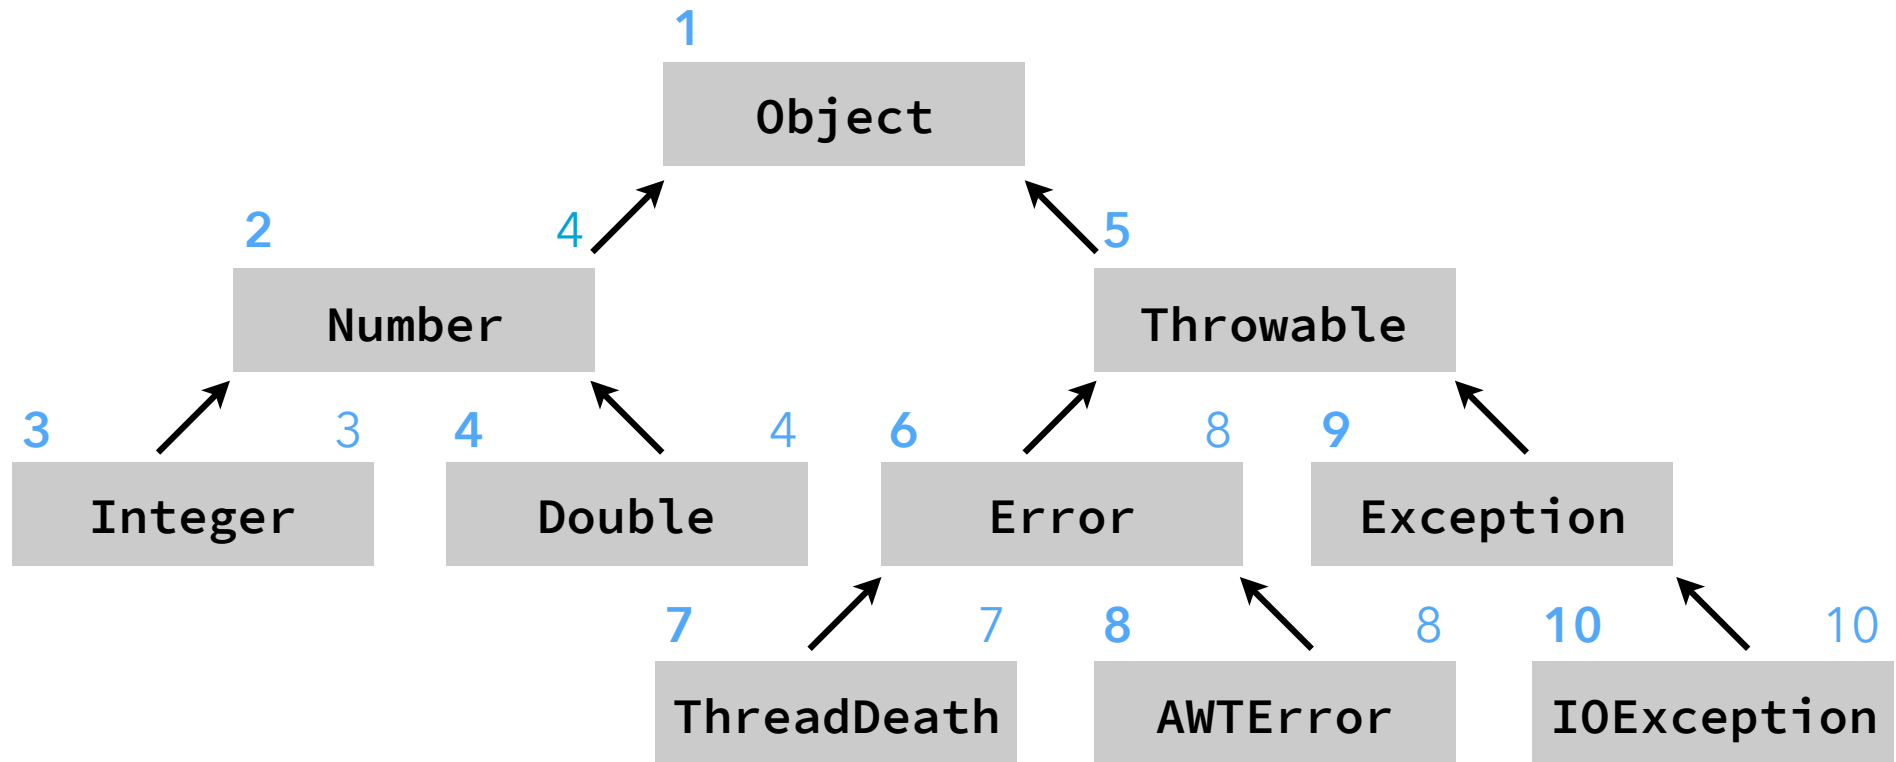 1
Object
2 4 5
Number Throwable
3 3 4 4 6 8 9
Integer Double Error Exception
7 7 8 8 10 10
ThreadDeath AWTError IOException